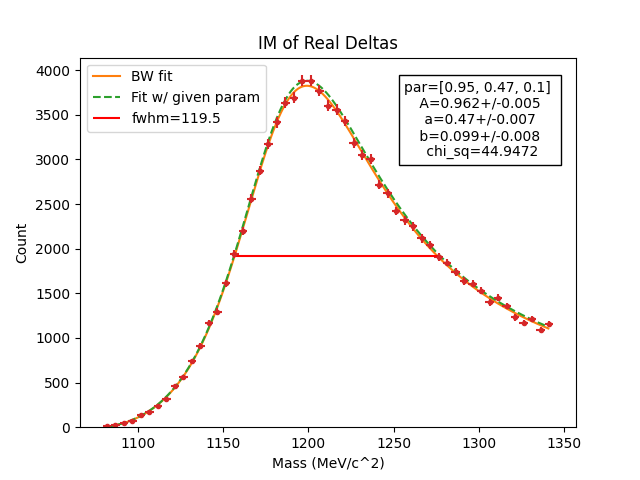 IM of Real Deltas
BW fit
Fit w/ given param
fwhm=119.5
par=[0.95, 0.47, 0.1]
A=0.962+/-0.005
a=0.47+/-0.007
b=0.099+/-0.008
chi_sq=44.9472
Count
4000
3500
3000
2500
2000
1500
1000
500
0
1100 1150 1200 1250 1300 1350
Mass (MeV/c^2)